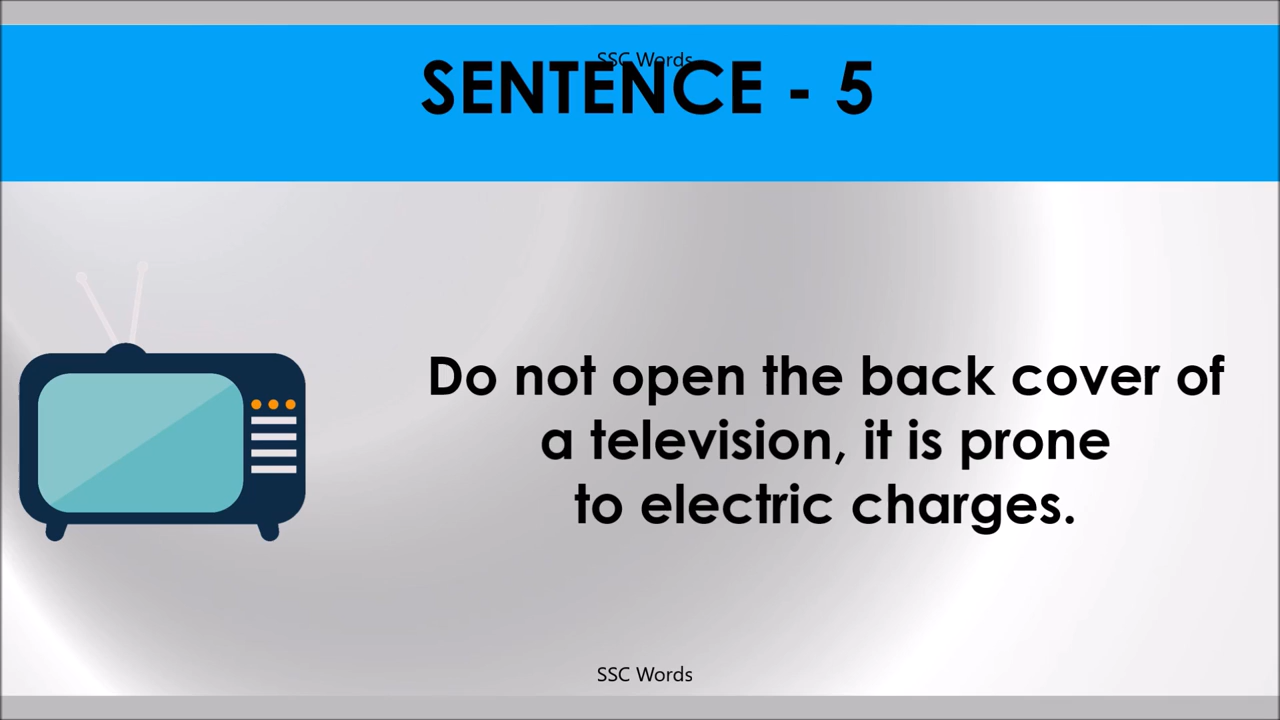 SSC Words
SENTENCE - 5
Do not open the back cover of
a television, it is prone
to electric charges.
SSC Words